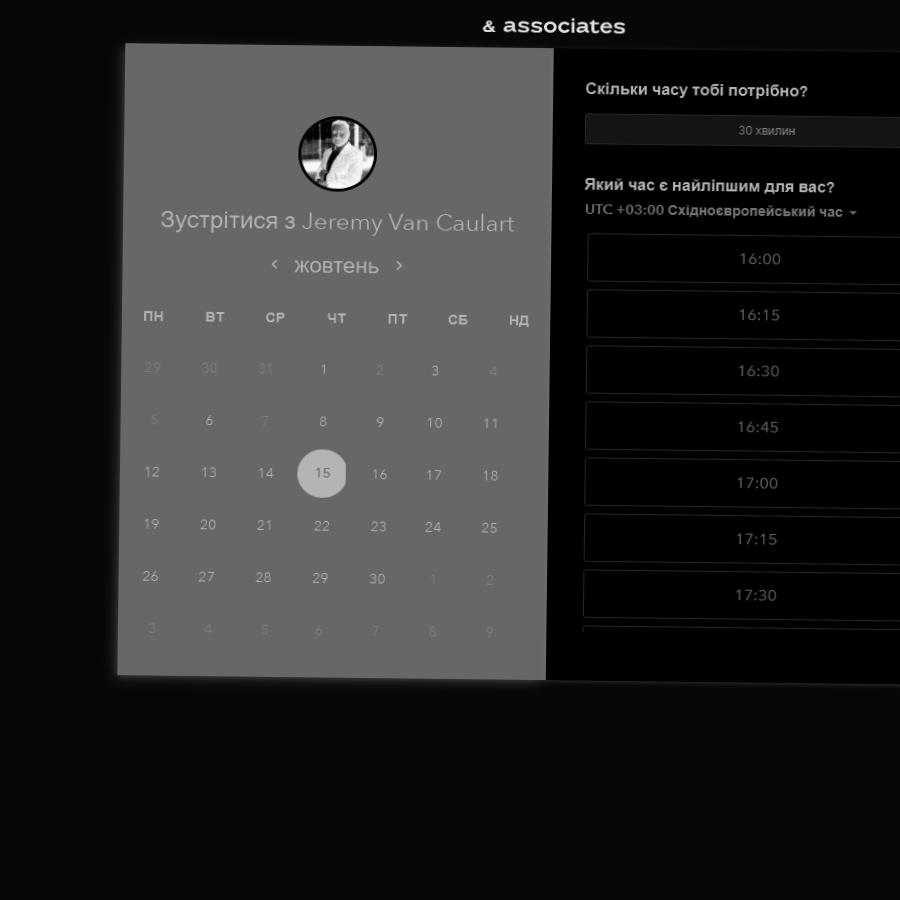 & associates
Зустрітися з Jeremy Van Caulart
жовтень
ПН ВТ СР ЧТ ПТ СБ НД
29 30 31 1 2 3 4
5 6 7 8 9 10 11
12 13 14 15 16 17 18
19 20 21 22 23 24 25
26 27 28 29 30 1 2
3 4 5 6 7 8 9
Скільки часу тобі потрібно?
30 хвилин
Який час є найліпшим для вас?
UTC +03:00 Східноєвропейський час
16:00
16:15
16:30
16:45
17:00
17:15
17:30